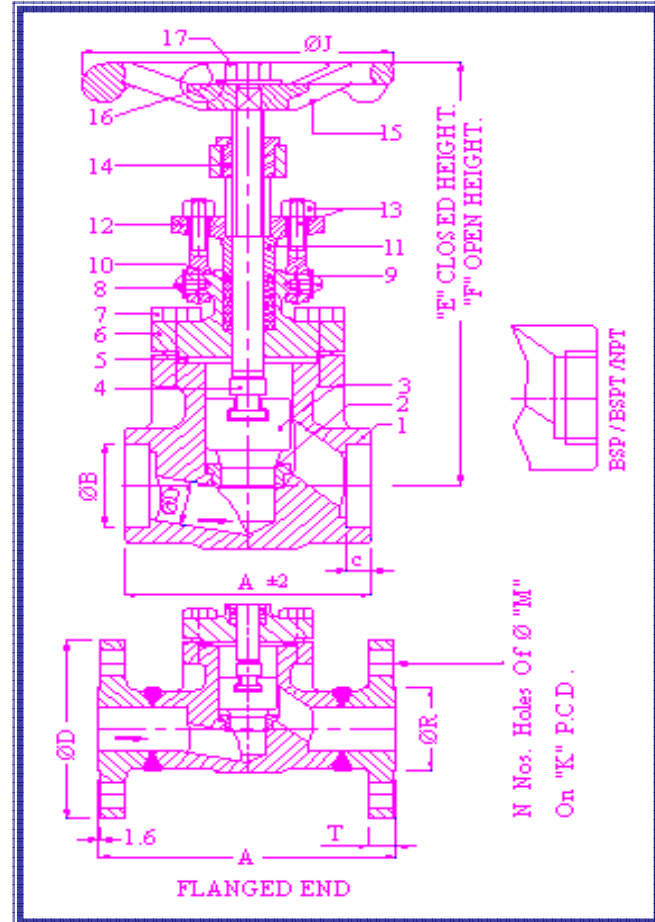 17
ØJ
16
15
14
12
13
11
10
9
8
7
6
5
4
3
2
1
"E" CLOSED HEIGHT.
"F" OPEN HEIGHT.
BSP / BSPT /NPT
ØB
c
A ±2
N Nos. Holes Of Ø "M"
On "K" P.C.D.
ØD
ØR
1.6
T
A
FLANGED END